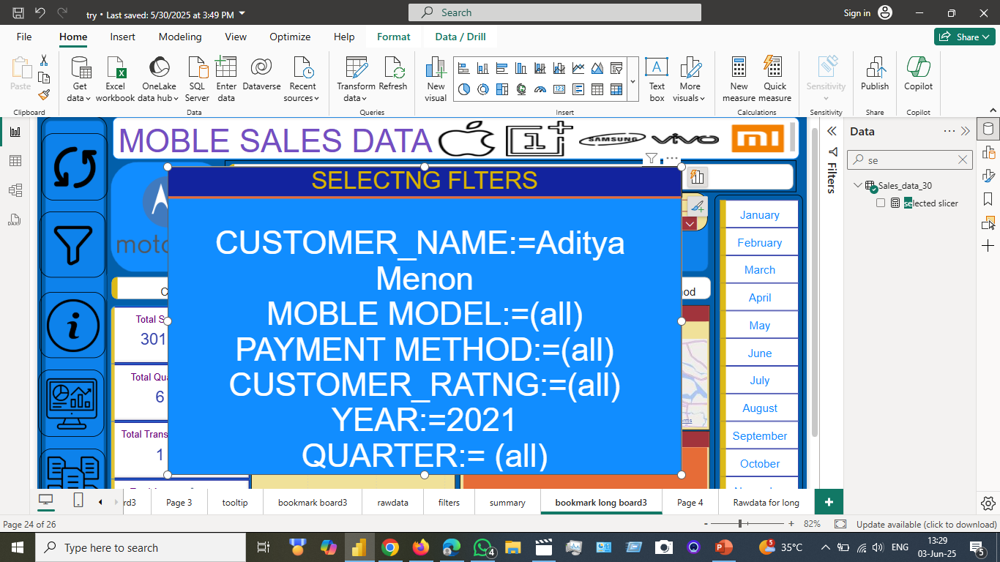 try • Last saved: 5/30/2025 at 3:49 PM
Search
Sign in
File
Home
Insert
Modeling
View
Optimize
Help
Format
Data / Drill
Share
Paste
Get data
Excel workbook
OneLake data hub
SQL Server
Enter data
Dataverse
Recent sources
Transform data
Refresh
New visual
Text box
More visuals
New measure
Quick measure
Sensitivity
Publish
Copilot
Clipboard
Data
Queries
Insert
Calculations
Sensitivity
Share
Copilot
MOBLE SALES DATA
SAMSUNG
vivo
SELECTNG FLTERS
CUSTOMER_NAME:=Aditya
Menon
MOBLE MODEL:=(all)
PAYMENT METHOD:=(all)
CUSTOMER_RATNG:=(all)
YEAR:=2021
QUARTER:= (all)
moto
C
od
Total S
301
Total Qu
6
Total Trans
1
January
February
March
April
May
June
July
August
September
October
Filters
Data
se
Sales_data_30
selected slicer
rd3
Page 3
tooltip
bookmark board3
rawdata
filters
summary
bookmark long board3
Page 4
Rawdata for long
Page 24 of 26
82%
Update available (click to download)
Type here to search
4
5
35°C
ENG
13:29
03-Jun-25
5